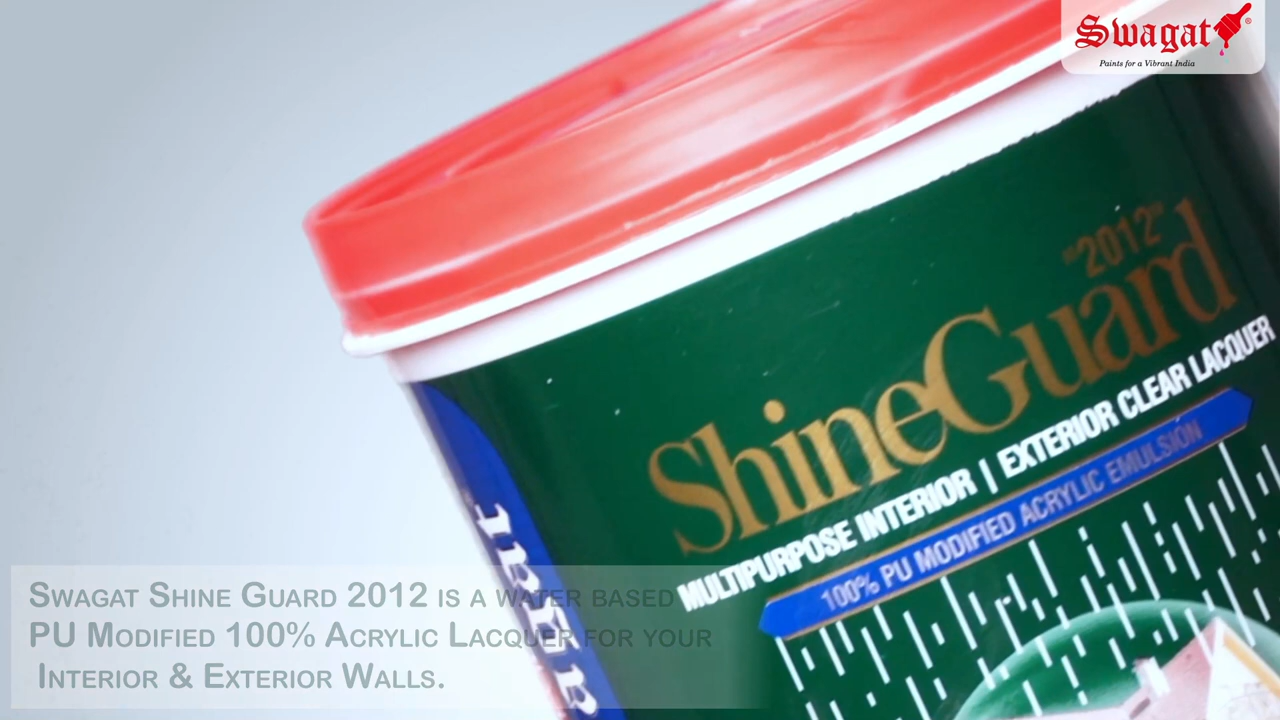 Swagat®
Paints for a Vibrant India
"2012"
ShineGuard
MULTIPURPOSE INTERIOR | EXTERIOR CLEAR LACQUER
100% PU MODIFIED ACRYLIC EMULSION
SWAGAT SHINE GUARD 2012 IS A WATER BASED
PU MODIFIED 100% ACRYLIC LACQUER FOR YOUR
INTERIOR & EXTERIOR WALLS.